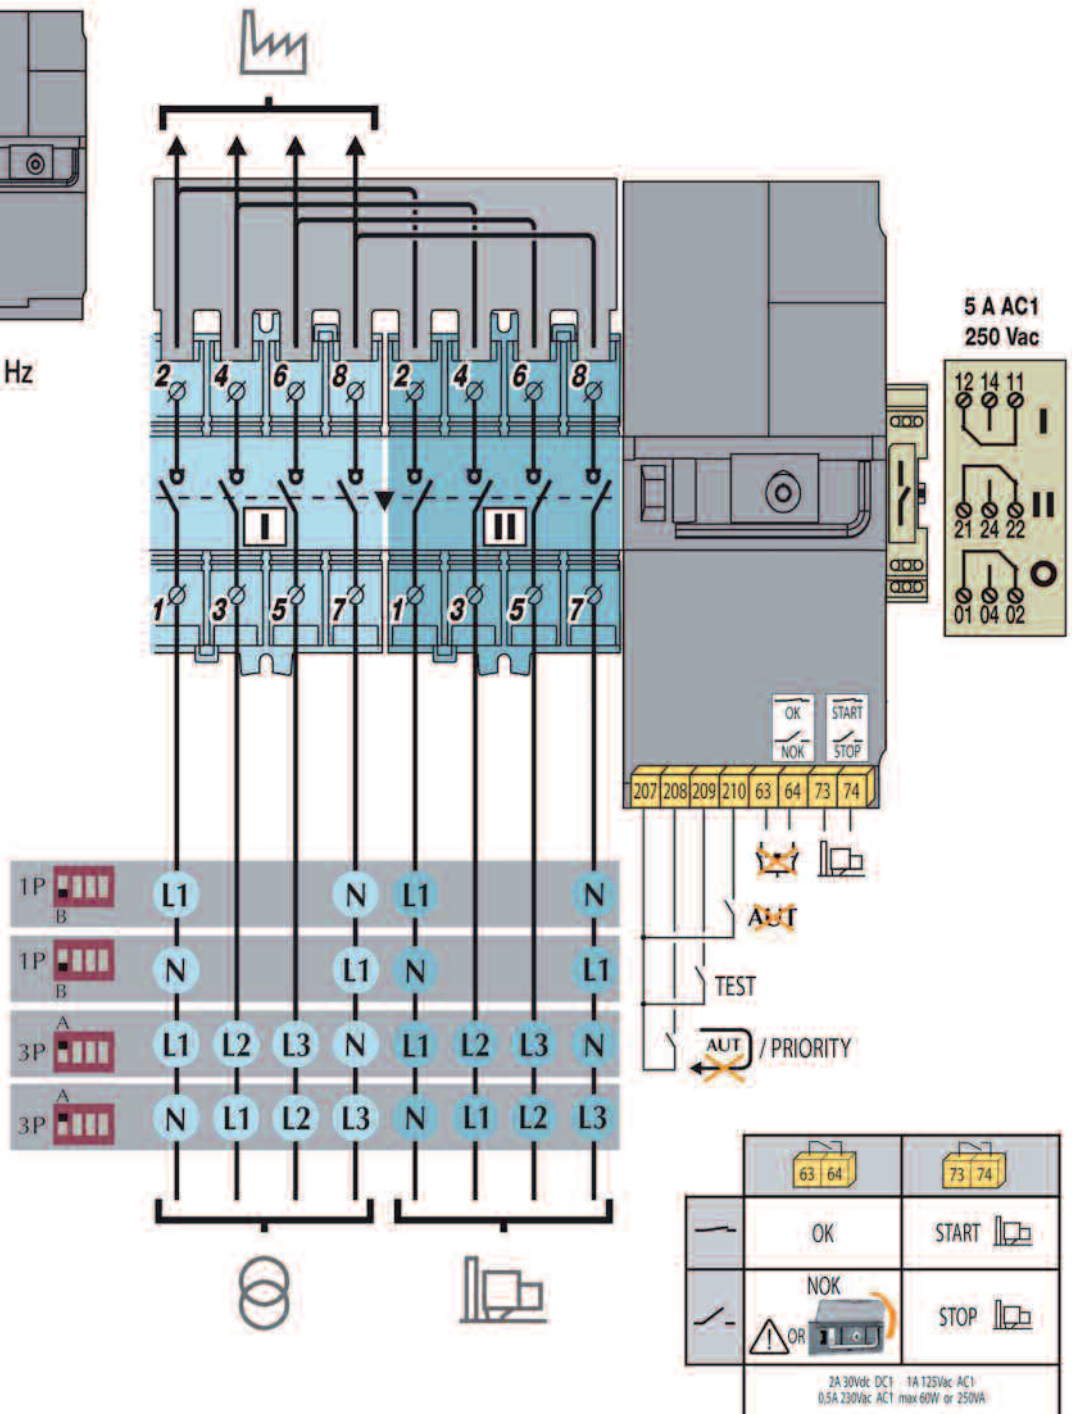 Hz
5 A AC1
250 Vac
2 4 6 8 2 4 6 8
12 14 11
I
II
21 24 22
O
01 04 02
I II
1 3 5 7 1 3 5 7
OK START
NOK STOP
207 208 209 210 63 64 73 74
1P B L1 N L1 N
AUT
1P B N L1 N L1
TEST
3P A L1 L2 L3 N L1 L2 L3 N
AUT / PRIORITY
3P A N L1 L2 L3 N L1 L2 L3
63 64 73 74
OK START
NOK
OR
STOP
2A 30Vdc DC1 1A 125Vac AC1
0,5A 230Vac AC1 max 60W or 250VA